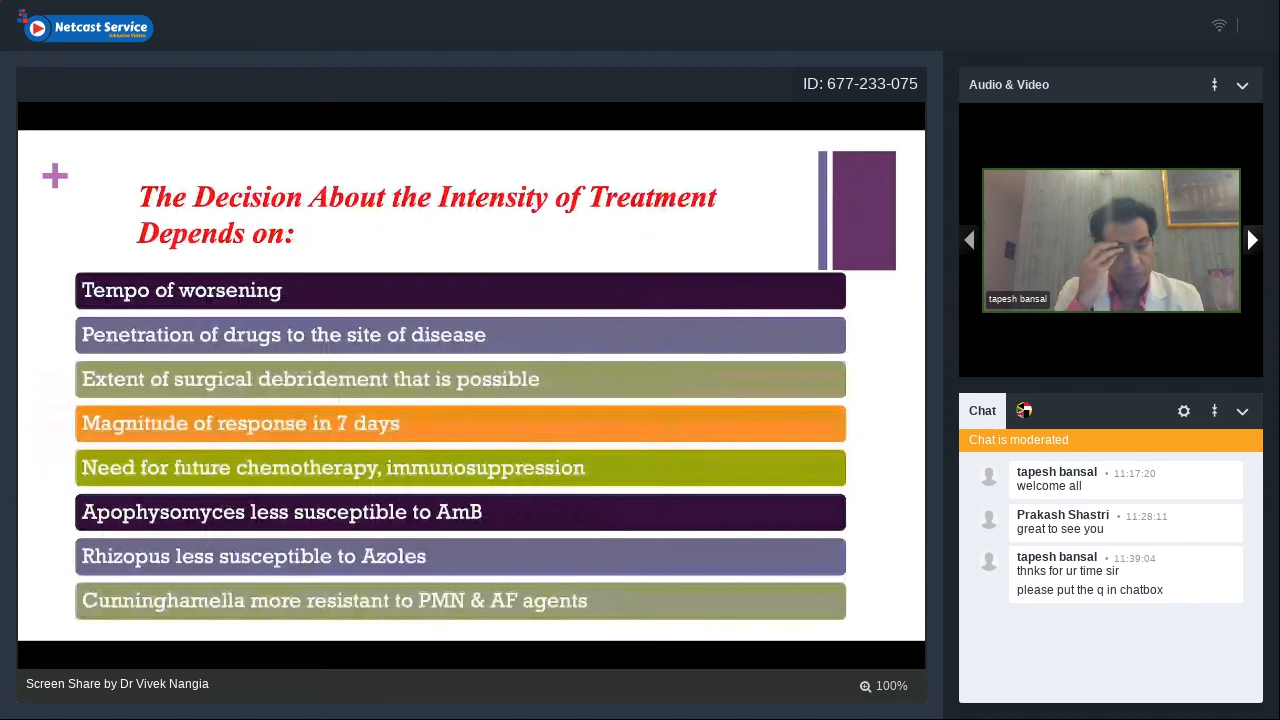 Netcast Service
ID: 677-233-075
The Decision About the Intensity of Treatment
Depends on:
Tempo of worsening
Penetration of drugs to the site of disease
Extent of surgical debridement that is possible
Magnitude of response in 7 days
Need for future chemotherapy, immunosuppression
Apophysomyces less susceptible to AmB
Rhizopus less susceptible to Azoles
Cunninghamella more resistant to PMN & AF agents
Screen Share by Dr Vivek Nangia
100%
Audio & Video
tapesh bansal
Chat
Chat is moderated
tapesh bansal • 11:17:20
welcome all
Prakash Shastri • 11:28:11
great to see you
tapesh bansal • 11:39:04
thnks for ur time sir
please put the q in chatbox